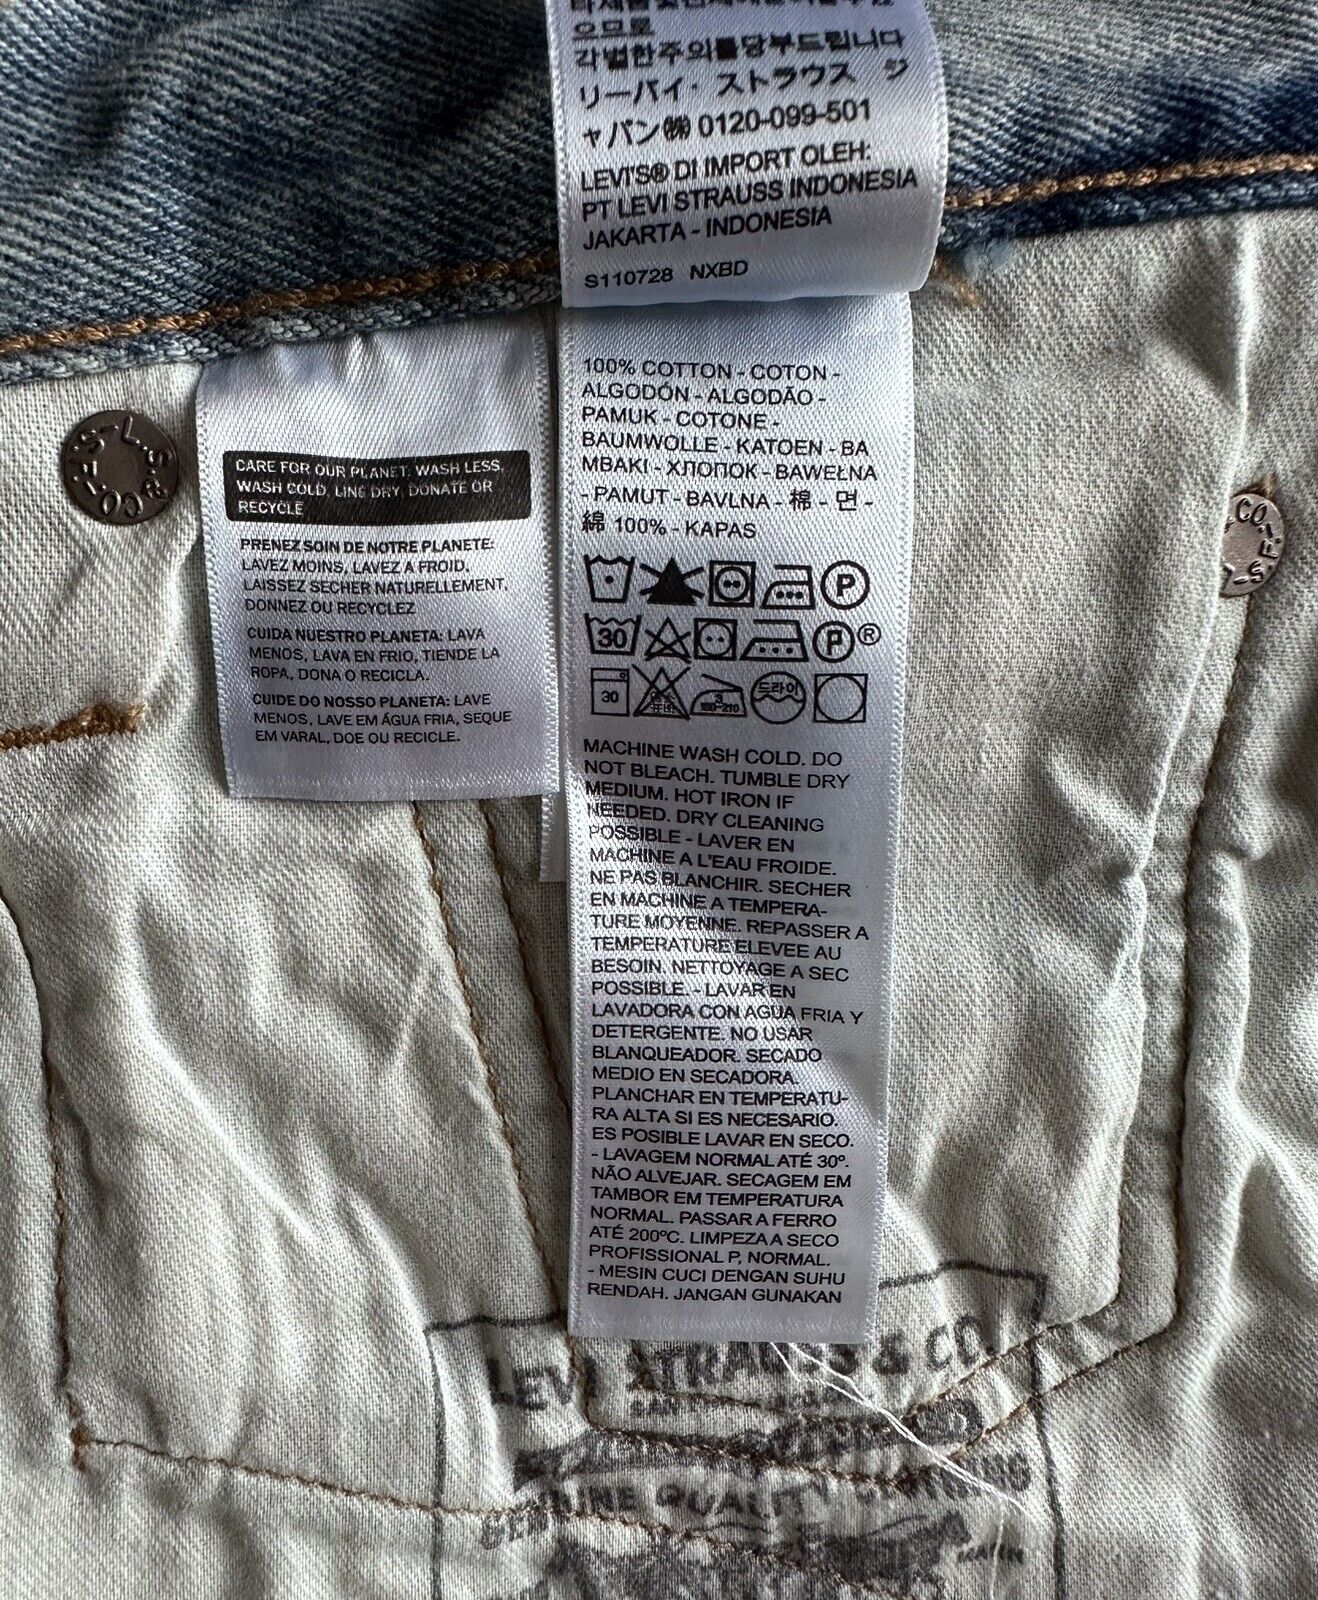 으므로
각별한주의를당부드립니다
リーバイ・ストラウス ジ
ャパン㈱ 0120-099-501
LEVI'S® DI IMPORT OLEH:
PT LEVI STRAUSS INDONESIA
JAKARTA - INDONESIA
S110728 NXBD
CARE FOR OUR PLANET: WASH LESS,
WASH COLD, LINE DRY, DONATE OR
RECYCLE
PRENEZ SOIN DE NOTRE PLANETE:
LAVEZ MOINS, LAVEZ A FROID,
LAISSEZ SECHER NATURELLEMENT,
DONNEZ OU RECYCLEZ
CUIDA NUESTRO PLANETA: LAVA
MENOS, LAVA EN FRIO, TIENDE LA
ROPA, DONA O RECICLA.
CUIDE DO NOSSO PLANETA: LAVE
MENOS, LAVE EM ÁGUA FRIA, SEQUE
EM VARAL, DOE OU RECICLE.
100% COTTON - COTON -
ALGODÓN - ALGODÃO -
PAMUK - COTONE -
BAUMWOLLE - KATOEN - BA
MBAKI - ХЛОПОК - BAWEŁNA
- PAMUT - BAVLNA - 棉 - 면 -
綿 100% - KAPAS
P
30 P ®
30 3 180-210 드라이
MACHINE WASH COLD. DO
NOT BLEACH. TUMBLE DRY
MEDIUM. HOT IRON IF
NEEDED. DRY CLEANING
POSSIBLE - LAVER EN
MACHINE A L'EAU FROIDE.
NE PAS BLANCHIR. SECHER
EN MACHINE A TEMPERA-
TURE MOYENNE. REPASSER A
TEMPERATURE ELEVEE AU
BESOIN. NETTOYAGE A SEC
POSSIBLE. - LAVAR EN
LAVADORA CON AGUA FRIA Y
DETERGENTE. NO USAR
BLANQUEADOR. SECADO
MEDIO EN SECADORA.
PLANCHAR EN TEMPERATU-
RA ALTA SI ES NECESARIO.
ES POSIBLE LAVAR EN SECO.
- LAVAGEM NORMAL ATÉ 30º.
NÃO ALVEJAR. SECAGEM EM
TAMBOR EM TEMPERATURA
NORMAL. PASSAR A FERRO
ATÉ 200ºC. LIMPEZA A SECO
PROFISSIONAL P, NORMAL.
- MESIN CUCI DENGAN SUHU
RENDAH. JANGAN GUNAKAN
LEVI STRAUSS & CO.
QUALITY